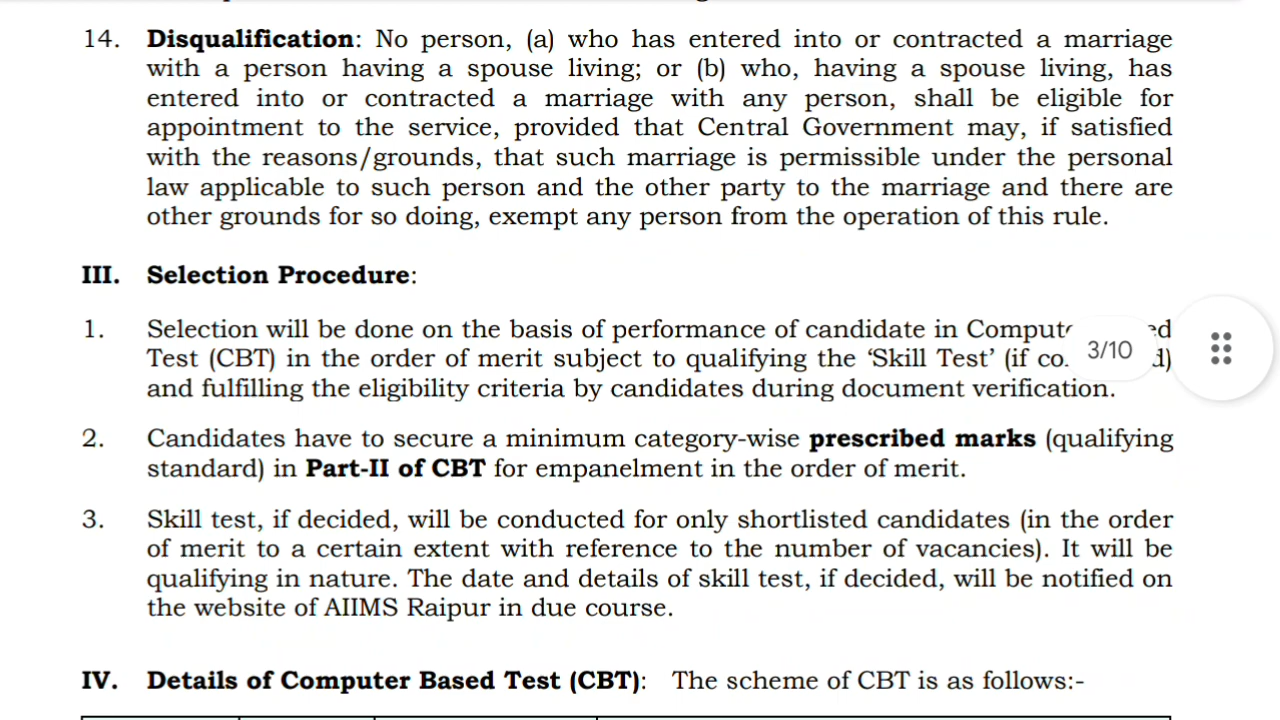 14. Disqualification: No person, (a) who has entered into or contracted a marriage
with a person having a spouse living; or (b) who, having a spouse living, has
entered into or contracted a marriage with any person, shall be eligible for
appointment to the service, provided that Central Government may, if satisfied
with the reasons/grounds, that such marriage is permissible under the personal
law applicable to such person and the other party to the marriage and there are
other grounds for so doing, exempt any person from the operation of this rule.
III. Selection Procedure:
1. Selection will be done on the basis of performance of candidate in
Test (CBT) in the order of merit subject to qualifying the ‘Skill Test’ (if
3/10
and fulfilling the eligibility criteria by candidates during document verification.
2. Candidates have to secure a minimum category-wise prescribed marks (qualifying
standard) in Part-II of CBT for empanelment in the order of merit.
3. Skill test, if decided, will be conducted for only shortlisted candidates (in the order
of merit to a certain extent with reference to the number of vacancies). It will be
qualifying in nature. The date and details of skill test, if decided, will be notified on
the website of AIIMS Raipur in due course.
IV. Details of Computer Based Test (CBT): The scheme of CBT is as follows:-